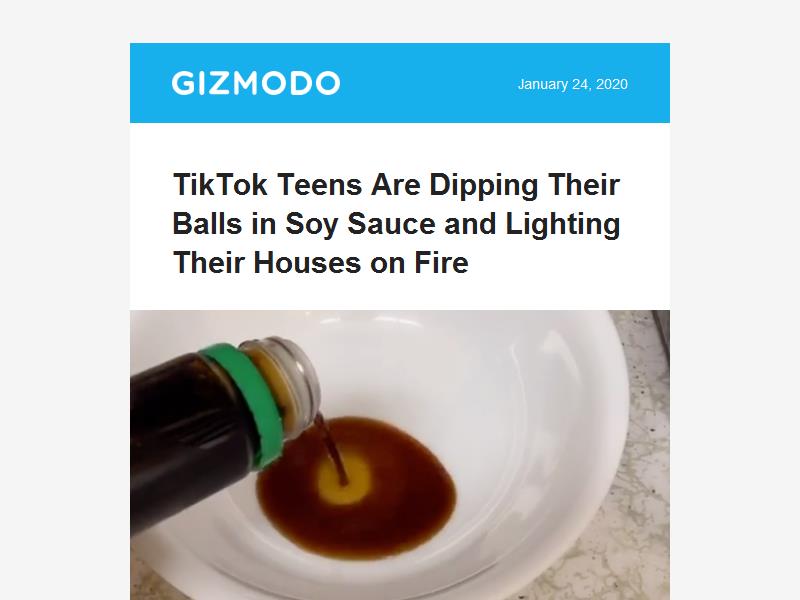 GIZMODO
January 24, 2020
TikTok Teens Are Dipping Their
Balls in Soy Sauce and Lighting
Their Houses on Fire